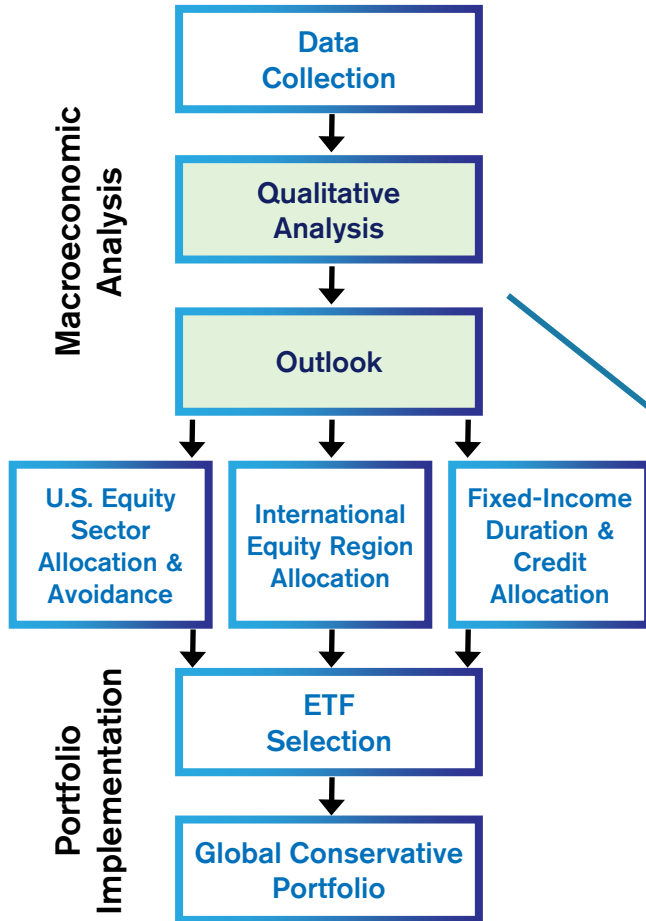 Data
Collection
Macroeconomic
Analysis
Qualitative
Analysis
Outlook
U.S. Equity
Sector
Allocation &
Avoidance
International
Equity Region
Allocation
Fixed-Income
Duration &
Credit
Allocation
Portfolio
Implementation
ETF
Selection
Global Conservative
Portfolio